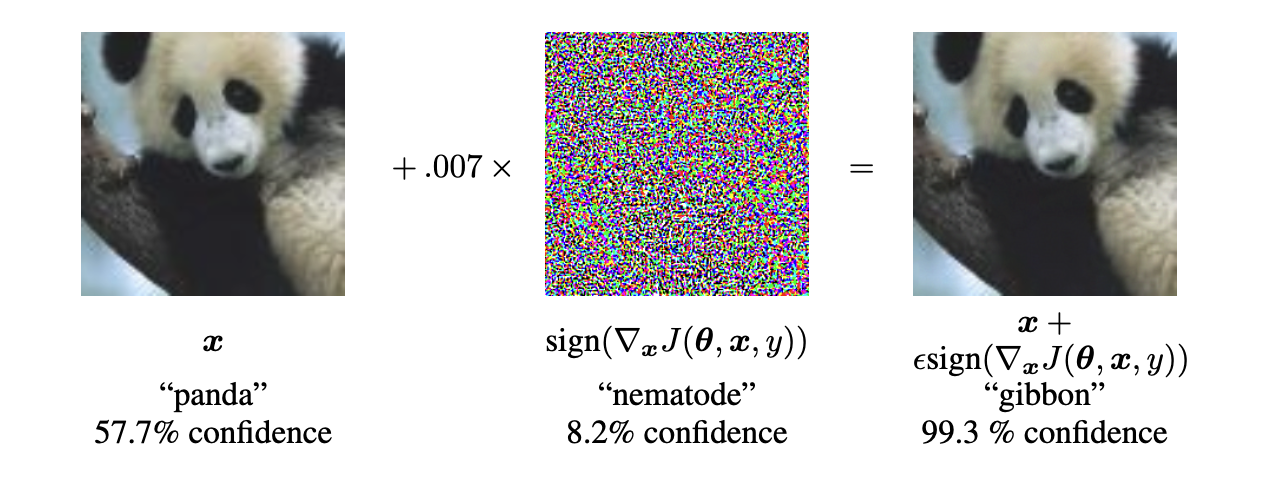 + .007 ×
=
x
sign(∇ₓJ(θ, x, y))
x +
ϵsign(∇ₓJ(θ, x, y))
“panda”
“nematode”
“gibbon”
57.7% confidence
8.2% confidence
99.3 % confidence